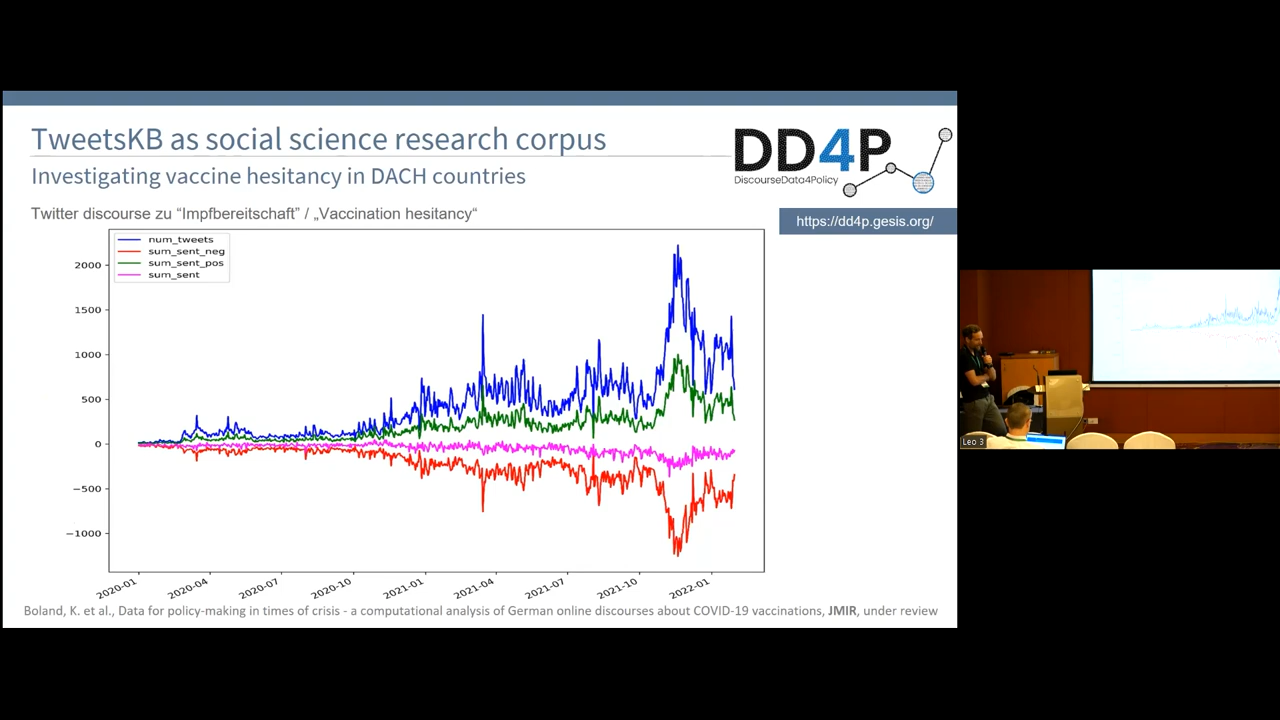 TweetsKB as social science research corpus
Investigating vaccine hesitancy in DACH countries
DD4P
DiscourseData4Policy
https://dd4p.gesis.org/
Twitter discourse zu “Impfbereitschaft” / „Vaccination hesitancy“
num_tweets
sum_sent_neg
sum_sent_pos
sum_sent
2000
1500
1000
500
0
−500
−1000
2020-01
2020-04
2020-07
2020-10
2021-01
2021-04
2021-07
2021-10
2022-01
Boland, K. et al., Data for policy-making in times of crisis - a computational analysis of German online discourses about COVID-19 vaccinations, JMIR, under review
Leo 3